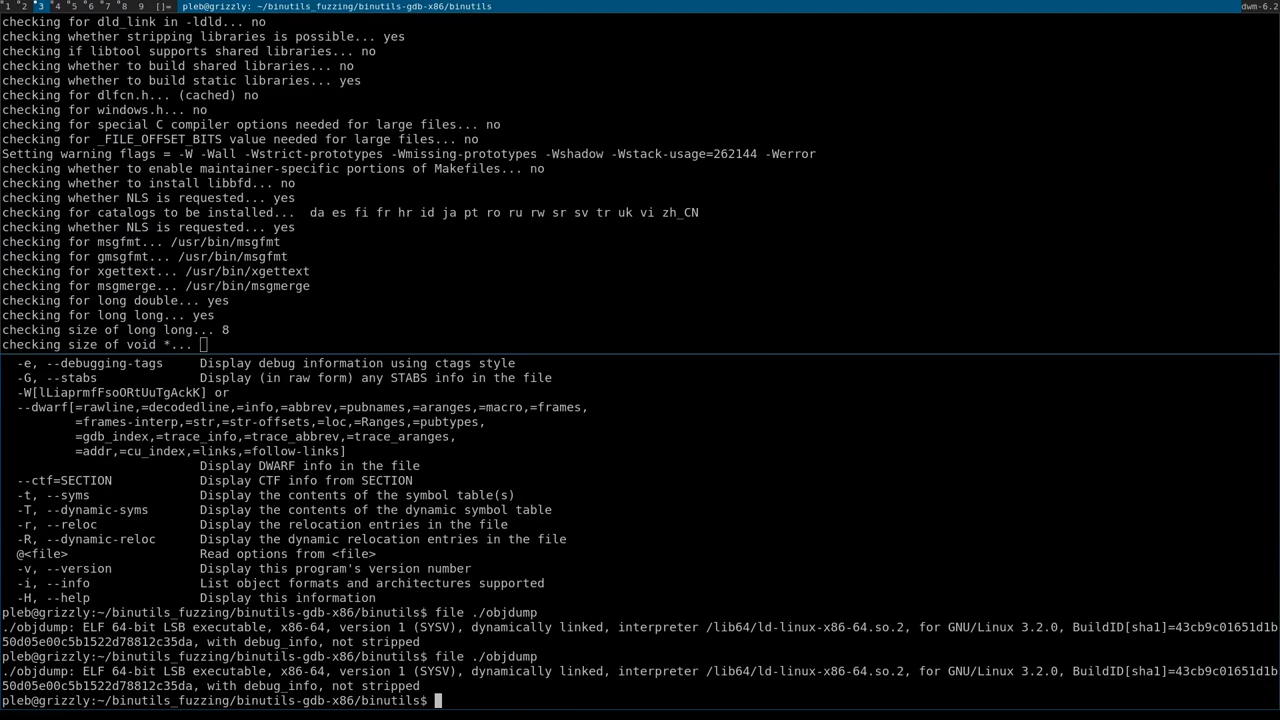 1 2 3 4 5 6 7 8 9 []= pleb@grizzly: ~/binutils_fuzzing/binutils-gdb-x86/binutils dwm-6.2
checking for dld_link in -ldld... no
checking whether stripping libraries is possible... yes
checking if libtool supports shared libraries... no
checking whether to build shared libraries... no
checking whether to build static libraries... yes
checking for dlfcn.h... (cached) no
checking for windows.h... no
checking for special C compiler options needed for large files... no
checking for _FILE_OFFSET_BITS value needed for large files... no
Setting warning flags = -W -Wall -Wstrict-prototypes -Wmissing-prototypes -Wshadow -Wstack-usage=262144 -Werror
checking whether to enable maintainer-specific portions of Makefiles... no
checking whether to install libbfd... no
checking whether NLS is requested... yes
checking for catalogs to be installed...  da es fi fr hr id ja pt ro ru rw sr sv tr uk vi zh_CN
checking whether NLS is requested... yes
checking for msgfmt... /usr/bin/msgfmt
checking for gmsgfmt... /usr/bin/msgfmt
checking for xgettext... /usr/bin/xgettext
checking for msgmerge... /usr/bin/msgmerge
checking for long double... yes
checking for long long... yes
checking size of long long... 8
checking size of void *...
-e, --debugging-tags     Display debug information using ctags style
-G, --stabs              Display (in raw form) any STABS info in the file
-W[lLiaprmfFsoORtUuTgAckK] or
--dwarf[=rawline,=decodedline,=info,=abbrev,=pubnames,=aranges,=macro,=frames,
=frames-interp,=str,=str-offsets,=loc,=Ranges,=pubtypes,
=gdb_index,=trace_info,=trace_abbrev,=trace_aranges,
=addr,=cu_index,=links,=follow-links]
Display DWARF info in the file
--ctf=SECTION            Display CTF info from SECTION
-t, --syms               Display the contents of the symbol table(s)
-T, --dynamic-syms       Display the contents of the dynamic symbol table
-r, --reloc              Display the relocation entries in the file
-R, --dynamic-reloc      Display the dynamic relocation entries in the file
@<file>                  Read options from <file>
-v, --version            Display this program's version number
-i, --info               List object formats and architectures supported
-H, --help               Display this information
pleb@grizzly:~/binutils_fuzzing/binutils-gdb-x86/binutils$ file ./objdump
./objdump: ELF 64-bit LSB executable, x86-64, version 1 (SYSV), dynamically linked, interpreter /lib64/ld-linux-x86-64.so.2, for GNU/Linux 3.2.0, BuildID[sha1]=43cb9c01651d1b
50d05e00c5b1522d78812c35da, with debug_info, not stripped
pleb@grizzly:~/binutils_fuzzing/binutils-gdb-x86/binutils$ file ./objdump
./objdump: ELF 64-bit LSB executable, x86-64, version 1 (SYSV), dynamically linked, interpreter /lib64/ld-linux-x86-64.so.2, for GNU/Linux 3.2.0, BuildID[sha1]=43cb9c01651d1b
50d05e00c5b1522d78812c35da, with debug_info, not stripped
pleb@grizzly:~/binutils_fuzzing/binutils-gdb-x86/binutils$